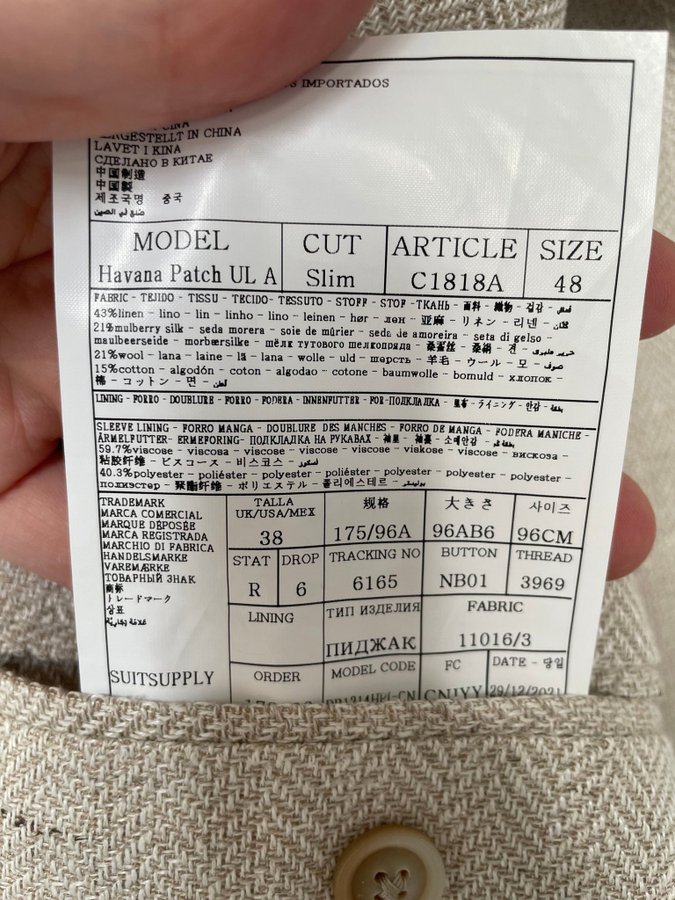 IMPORTADOS
CINA
ERGESTELLT IN CHINA
LAVET I KINA
СДЕЛАНО В КИТАЕ
中国制造
中國製
제조국명 중국
صنع في الصين
MODEL CUT ARTICLE SIZE
Havana Patch UL A Slim C1818A 48
FABRIC - TEJIDO - TISSU - TECIDO - TESSUTO - STOFF - STOF - ТКАНЬ - 面料 - 織物 - 겉감 - قماش
43%linen - lino - lin - linho - lino - leinen - hør - лен - 亚麻 - リネン - 리넨 - كتان
21%mulberry silk - seda morera - soie de mûrier - seda de amoreira - seta di gelso -
maulbeerseide - morbærsilke - мёлк тутового шелкопряда - 桑蚕丝 - 桑絹 - 견 -
21%wool - lana - laine - lã - lana - wolle - uld - шерсть - 羊毛 - ウール - 모 - صوف
15%cotton - algodón - coton - algodao - cotone - baumwolle - bomuld - хлопок -
棉 - コットン - 면 - قطن
LINING - FORRO - DOUBLURE - FORRO - FODERA - INNENFUTTER - FOR-ПОДКЛАДКА - 里布 - ライニング - 안감 - بطانة
SLEEVE LINING - FORRO MANGA - DOUBLURE DES MANCHES - FORRO DE MANGA - FODERA MANICHE -
ÄRMELFUTTER- ERMEFORING- ПОДКЛАДКА НА РУКАВАХ - 袖里 - 袖裏 - 소매안감 -
59.7%viscose - viscosa - viscose - viscose - viscosa - viskose - viscose - вискоза -
粘胶纤维 - ビスコース - 비스코스 - فسكوز
40.3%polyester - poliéster - polyester - poliéster - polyester - polyester - polyester -
полиэстер - 聚酯纤维 - ポリエステル - 폴리에스테르 - بوليستر
TRADEMARK
MARCA COMERCIAL
MARQUE DÉPOSÉE
MARCA REGISTRADA
MARCHIO DI FABRICA
HANDELSMARKE
VAREMÆRKE
ТОВАРНЫЙ ЗНАК
商标
トレードマーク
상표
علامة تجارية
SUITSUPPLY
TALLA 规格 大きさ 사이즈
UK/USA/MEX
38 175/96A 96AB6 96CM
STAT DROP TRACKING NO BUTTON THREAD
R 6 6165 NB01 3969
LINING ТИП ИЗДЕЛИЯ FABRIC
ПИДЖАК 11016/3
ORDER MODEL CODE FC DATE - 당일
CNJYY 29/12/2021